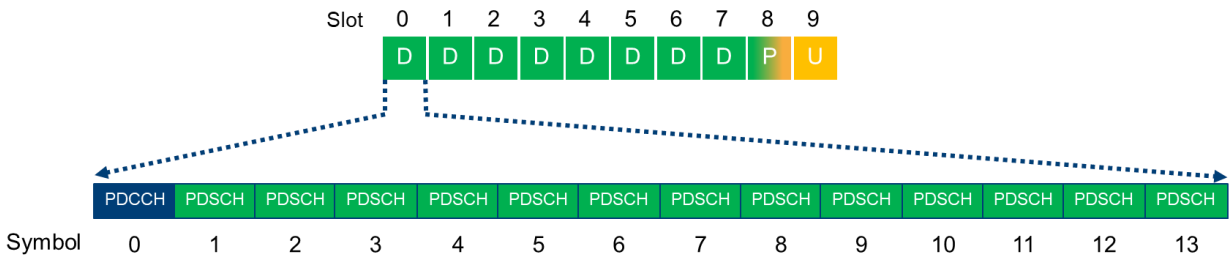 Slot 0 1 2 3 4 5 6 7 8 9
D D D D D D D D P U
PDCCH PDSCH PDSCH PDSCH PDSCH PDSCH PDSCH PDSCH PDSCH PDSCH PDSCH PDSCH PDSCH PDSCH
Symbol 0 1 2 3 4 5 6 7 8 9 10 11 12 13